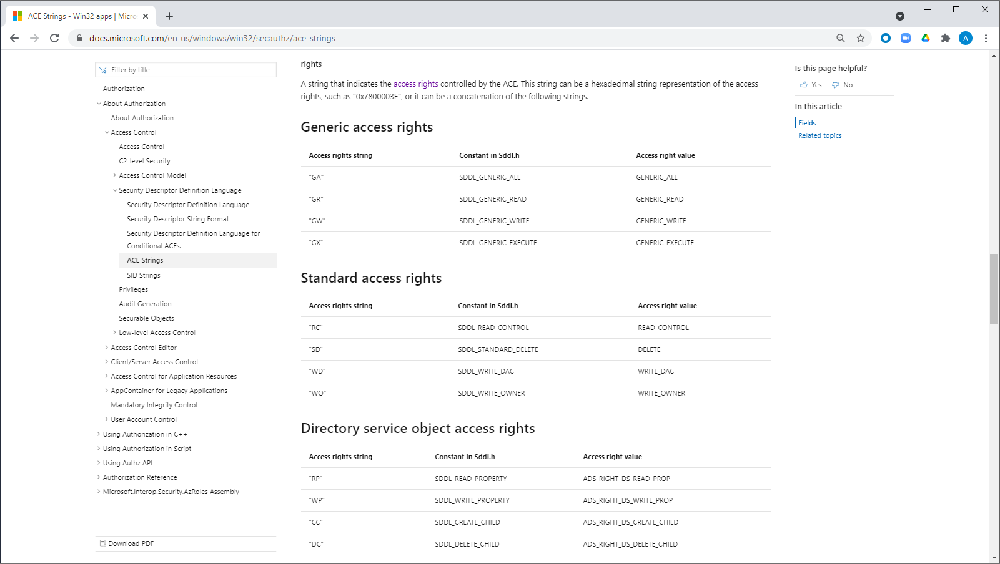 ACE Strings - Win32 apps | Micro
docs.microsoft.com/en-us/windows/win32/secauthz/ace-strings
A
Filter by title
Authorization
About Authorization
About Authorization
Access Control
Access Control
C2-level Security
Access Control Model
Security Descriptor Definition Language
Security Descriptor Definition Language
Security Descriptor String Format
Security Descriptor Definition Language for
Conditional ACEs.
ACE Strings
SID Strings
Privileges
Audit Generation
Securable Objects
Low-level Access Control
Access Control Editor
Client/Server Access Control
Access Control for Application Resources
AppContainer for Legacy Applications
Mandatory Integrity Control
User Account Control
Using Authorization in C++
Using Authorization in Script
Using Authz API
Authorization Reference
Microsoft.Interop.Security.AzRoles Assembly
Download PDF
rights
A string that indicates the access rights controlled by the ACE. This string can be a hexadecimal string representation of the access
rights, such as "0x7800003F", or it can be a concatenation of the following strings.
Generic access rights
Access rights string Constant in Sddl.h Access right value
"GA" SDDL_GENERIC_ALL GENERIC_ALL
"GR" SDDL_GENERIC_READ GENERIC_READ
"GW" SDDL_GENERIC_WRITE GENERIC_WRITE
"GX" SDDL_GENERIC_EXECUTE GENERIC_EXECUTE
Standard access rights
Access rights string Constant in Sddl.h Access right value
"RC" SDDL_READ_CONTROL READ_CONTROL
"SD" SDDL_STANDARD_DELETE DELETE
"WD" SDDL_WRITE_DAC WRITE_DAC
"WO" SDDL_WRITE_OWNER WRITE_OWNER
Directory service object access rights
Access rights string Constant in Sddl.h Access right value
"RP" SDDL_READ_PROPERTY ADS_RIGHT_DS_READ_PROP
"WP" SDDL_WRITE_PROPERTY ADS_RIGHT_DS_WRITE_PROP
"CC" SDDL_CREATE_CHILD ADS_RIGHT_DS_CREATE_CHILD
"DC" SDDL_DELETE_CHILD ADS_RIGHT_DS_DELETE_CHILD
Is this page helpful?
Yes No
In this article
Fields
Related topics